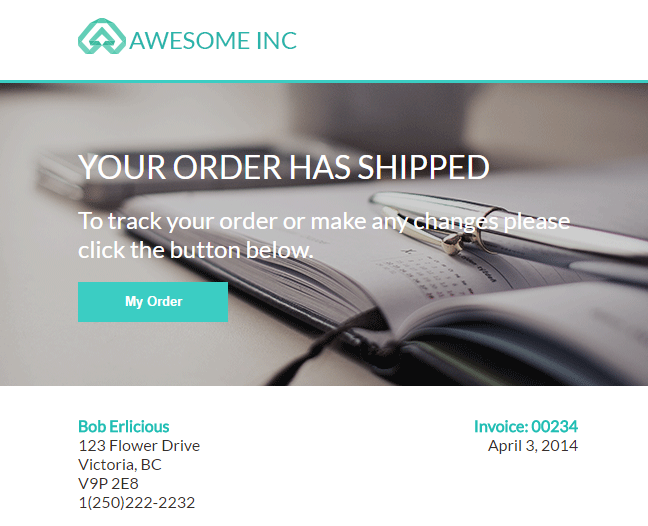 AWESOME INC
YOUR ORDER HAS SHIPPED
To track your order or make any changes please
click the button below.
My Order
Bob Erlicious
123 Flower Drive
Victoria, BC
V9P 2E8
1(250)222-2232
Invoice: 00234
April 3, 2014